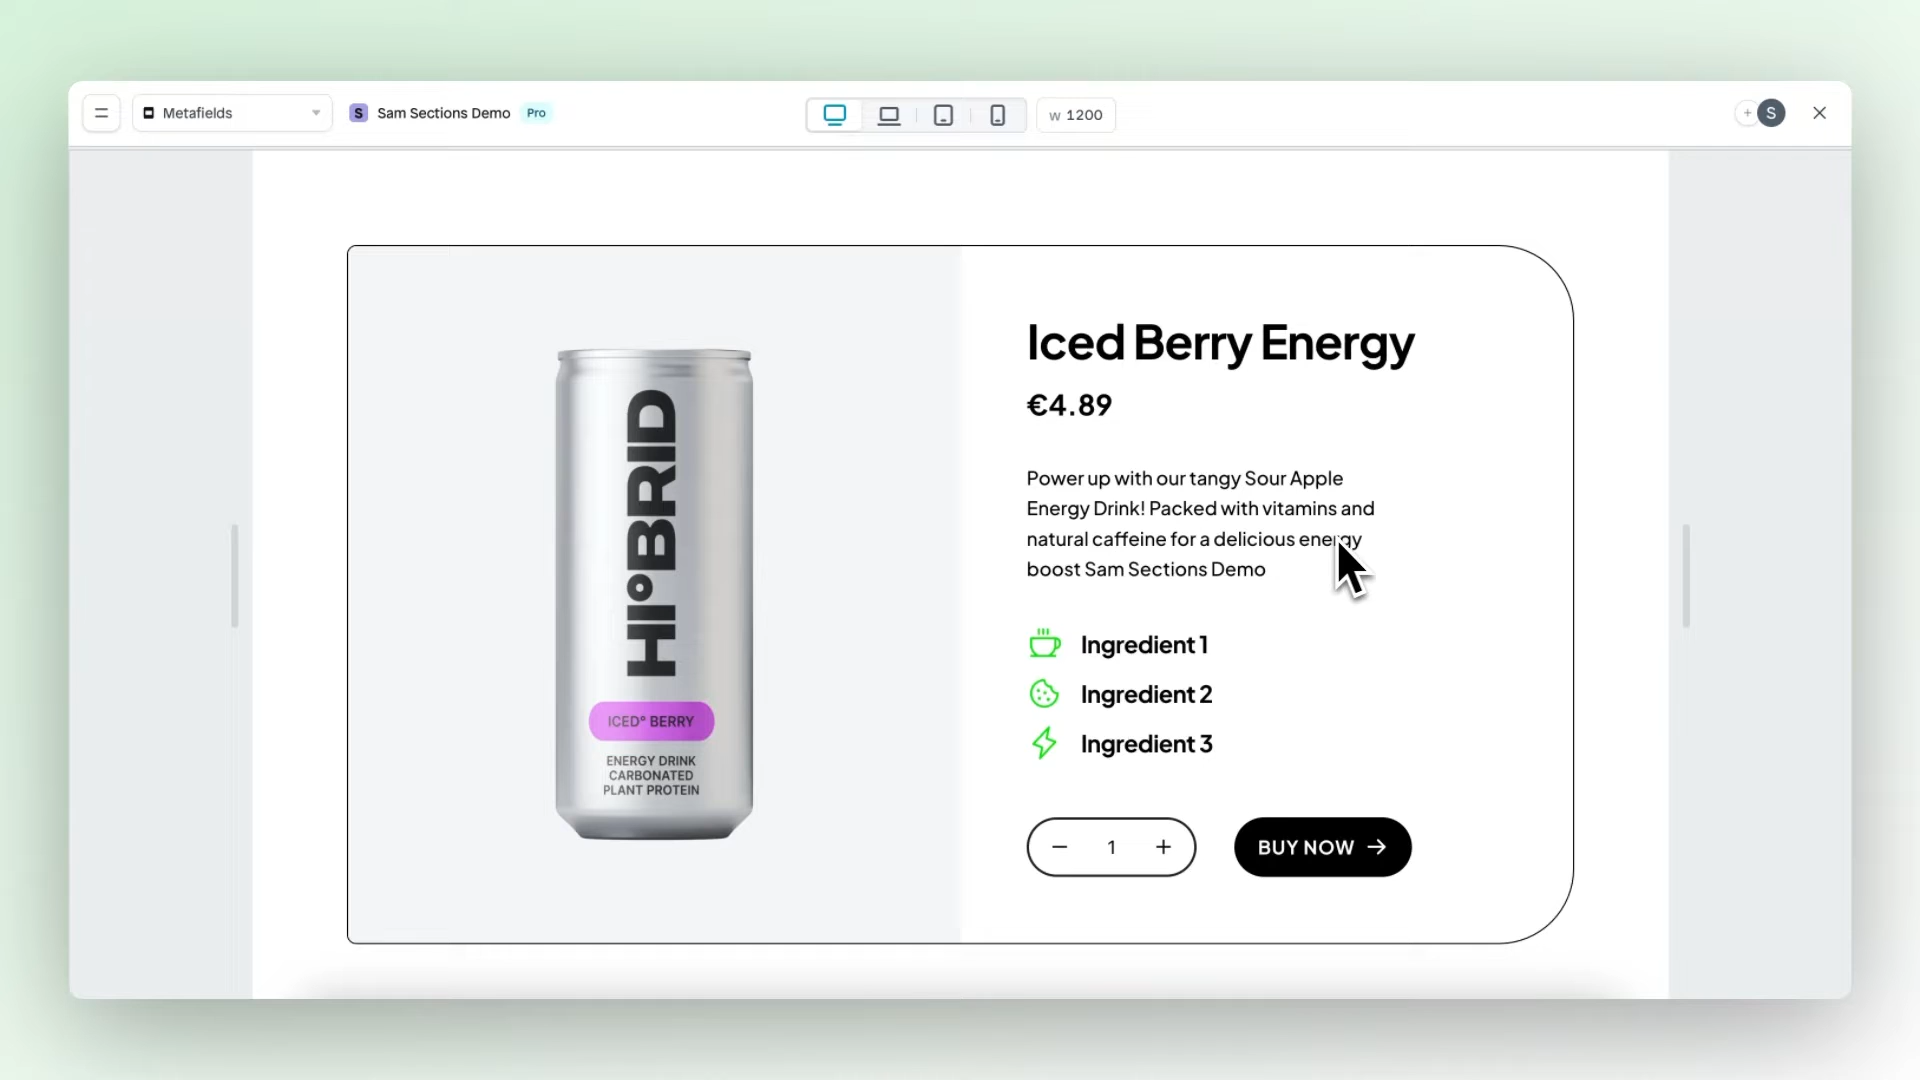 Metafields
S
Sam Sections Demo
Pro
W 1200
+
S
Iced Berry Energy
€4.89
Power up with our tangy Sour Apple
Energy Drink! Packed with vitamins and
natural caffeine for a delicious energy
boost Sam Sections Demo
Ingredient 1
Ingredient 2
Ingredient 3
− 1 +
BUY NOW →
HI°BRID
ICED° BERRY
ENERGY DRINK
CARBONATED
PLANT PROTEIN